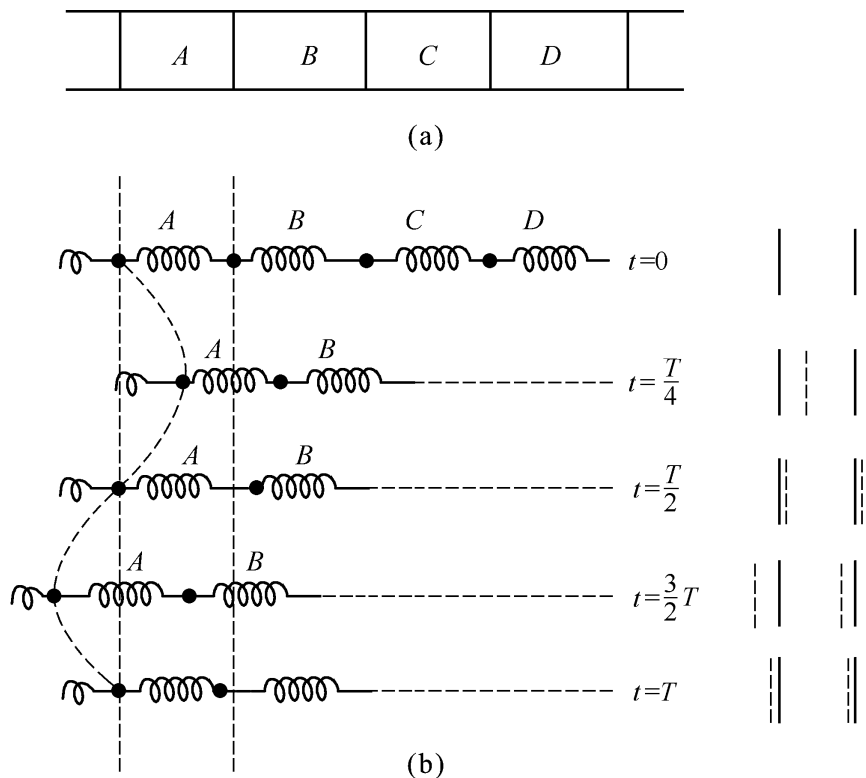 A B C D
(a)
A B C D
t=0
A B
t=T/4
A B
t=T/2
A B
t=3/2 T
t=T
(b)